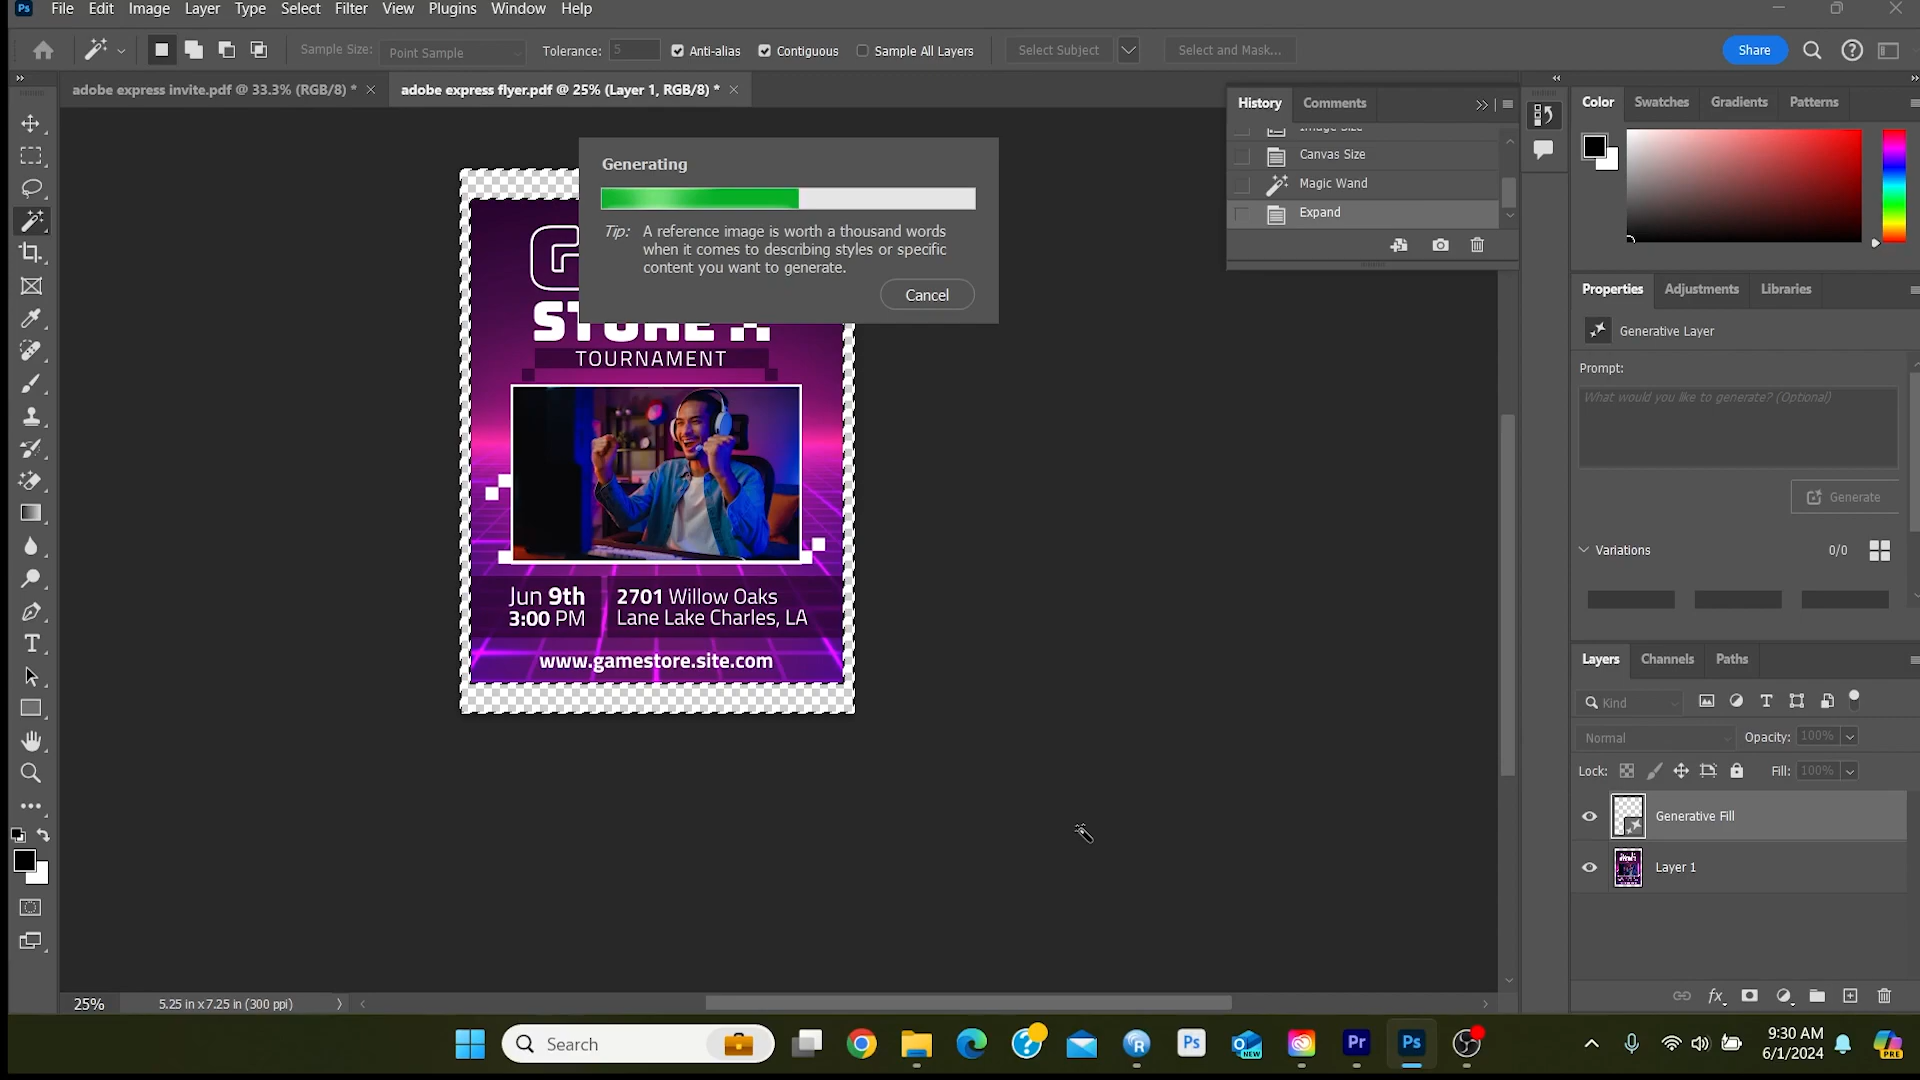 Ps File Edit Image Layer Type Select Filter View Plugins Window Help
Sample Size: Point Sample Tolerance: 5 Anti-alias Contiguous Sample All Layers Select Subject Select and Mask... Share
adobe express invite.pdf @ 33.3% (RGB/8) * adobe express flyer.pdf @ 25% (Layer 1, RGB/8) *
History Comments
Image Size
Canvas Size
Magic Wand
Expand
Color Swatches Gradients Patterns
Generating
Tip: A reference image is worth a thousand words
when it comes to describing styles or specific
content you want to generate.
Cancel
TOURNAMENT
Jun 9th
3:00 PM
2701 Willow Oaks
Lane Lake Charles, LA
www.gamestore.site.com
Properties Adjustments Libraries
Generative Layer
Prompt:
What would you like to generate? (Optional)
Generate
Variations 0/0
Layers Channels Paths
Kind
Normal Opacity: 100%
Lock: Fill: 100%
Generative Fill
Layer 1
25% 5.25 in x 7.25 in (300 ppi)
Search
NEW
Pr
Ps
9:30 AM
6/1/2024
PRE